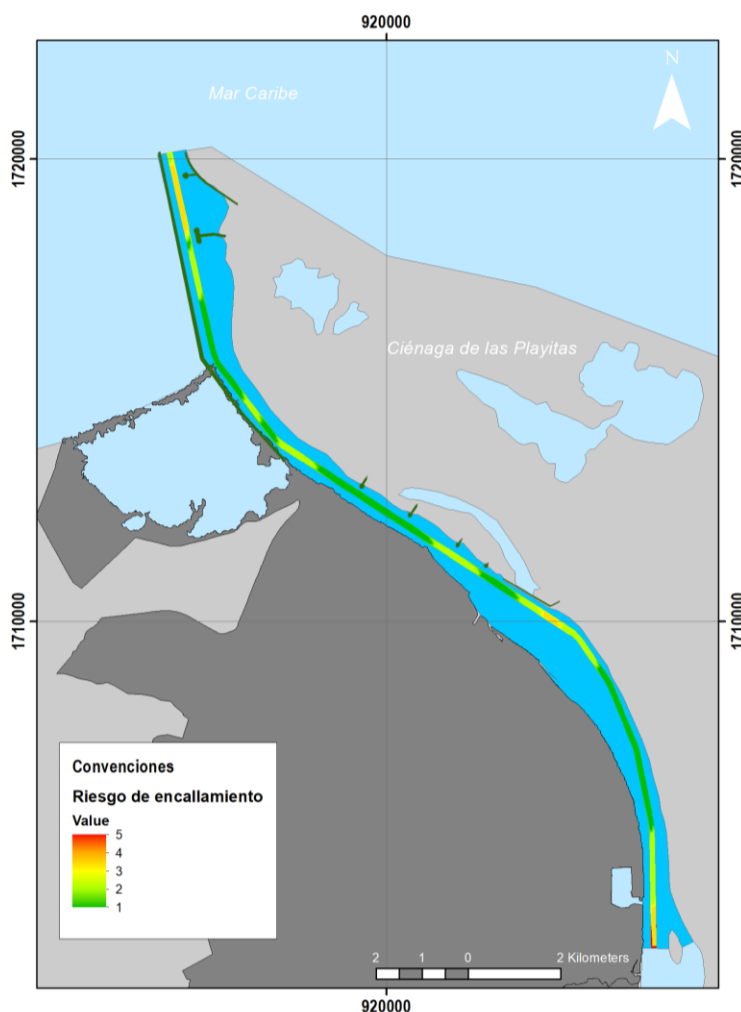 920000
Mar Caribe
N
1720000
1720000
Ciénaga de las Playitas
1710000
1710000
Convenciones
Riesgo de encallamiento
Value
5
4
3
2
1
2 1 0 2 Kilometers
920000